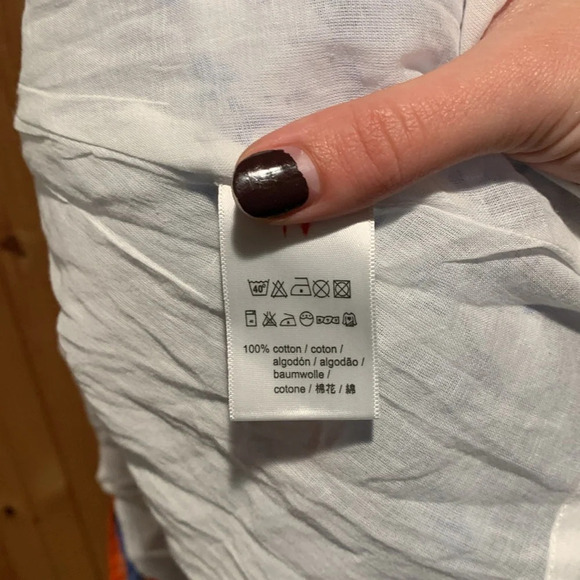 40°
100% cotton / coton /
algodón / algodão /
baumwolle /
cotone / 棉花 / 綿